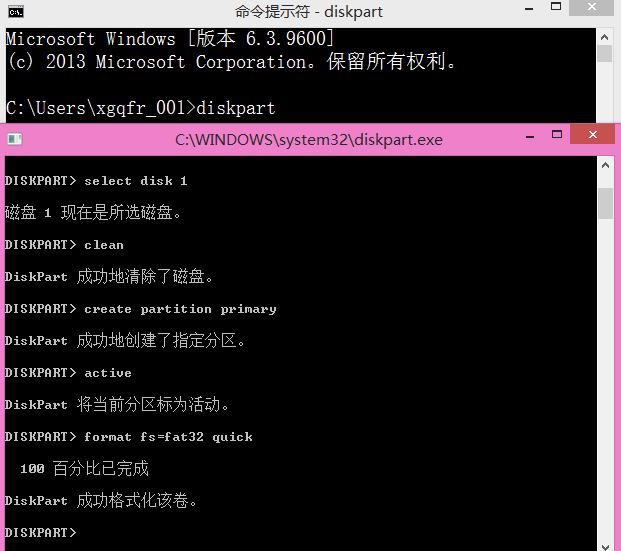 命令提示符 - diskpart
Microsoft Windows [版本 6.3.9600]
(c) 2013 Microsoft Corporation。保留所有权利。
C:\Users\xgqfr_00l>diskpart
C:\WINDOWS\system32\diskpart.exe
DISKPART> select disk 1
磁盘 1 现在是所选磁盘。
DISKPART> clean
DiskPart 成功地清除了磁盘。
DISKPART> create partition primary
DiskPart 成功地创建了指定分区。
DISKPART> active
DiskPart 将当前分区标为活动。
DISKPART> format fs=fat32 quick
100 百分比已完成
DiskPart 成功格式化该卷。
DISKPART>